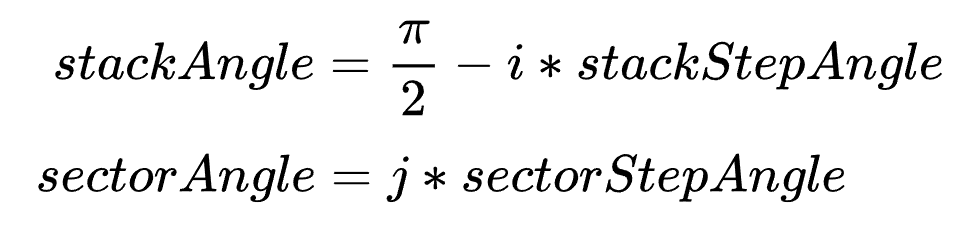 stackAngle = π/2 − i ∗ stackStepAngle
sectorAngle = j ∗ sectorStepAngle